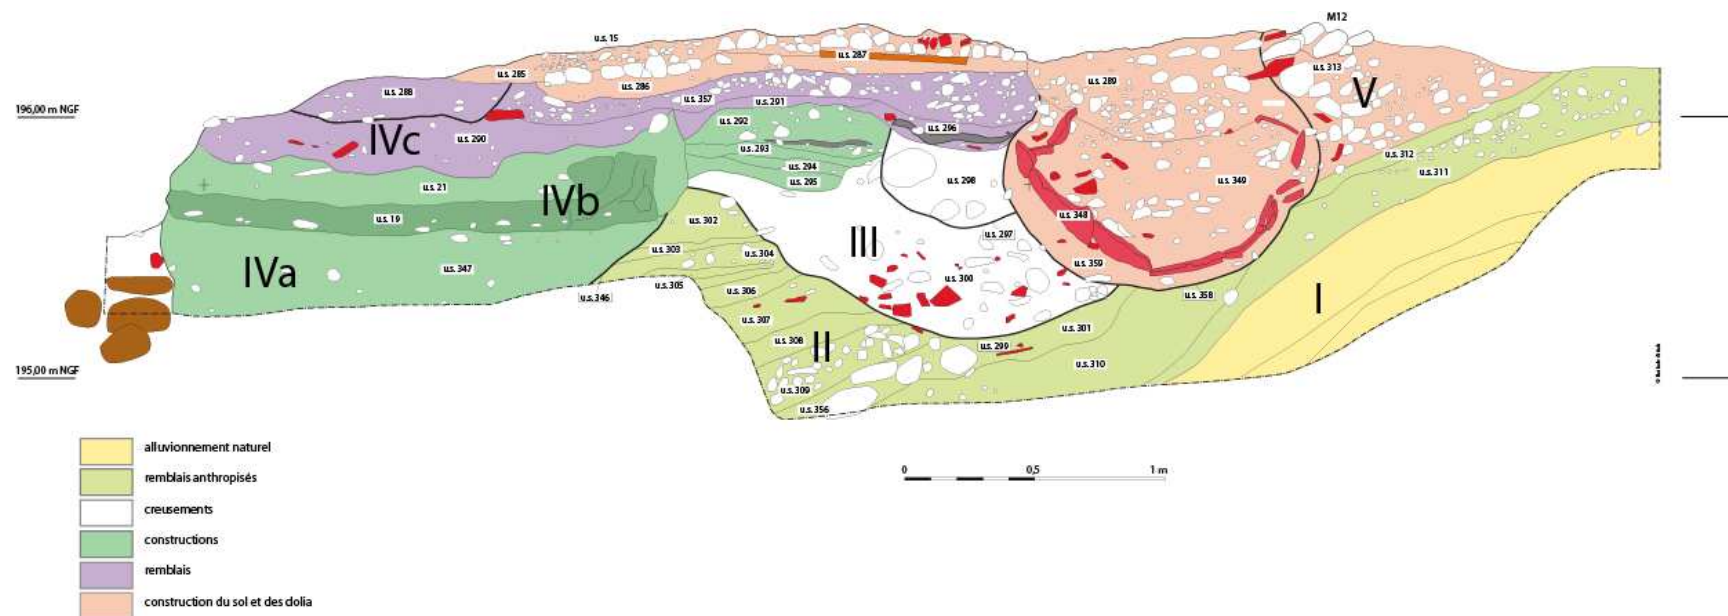 M12
u.s. 15
u.s. 287
u.s. 285
u.s. 313
u.s. 289
u.s. 286
u.s. 288
V
u.s. 357
u.s. 291
196,00 m NGF
u.s. 292
u.s. 296
u.s. 290
IVc
u.s. 293
u.s. 312
u.s. 294
u.s. 311
u.s. 295
u.s. 298
u.s. 349
u.s. 21
IVb
u.s. 19
u.s. 302
u.s. 348
u.s. 297
III
u.s. 303
u.s. 304
u.s. 359
IVa
u.s. 347
u.s. 300
u.s. 305
u.s. 306
u.s. 346
u.s. 358
I
u.s. 307
u.s. 301
u.s. 308
II
u.s. 299
u.s. 310
195,00 m NGF
u.s. 309
u.s. 356
alluvionnement naturel
remblais anthropisés
creusements
constructions
remblais
construction du sol et des dolia
0 0,5 1 m